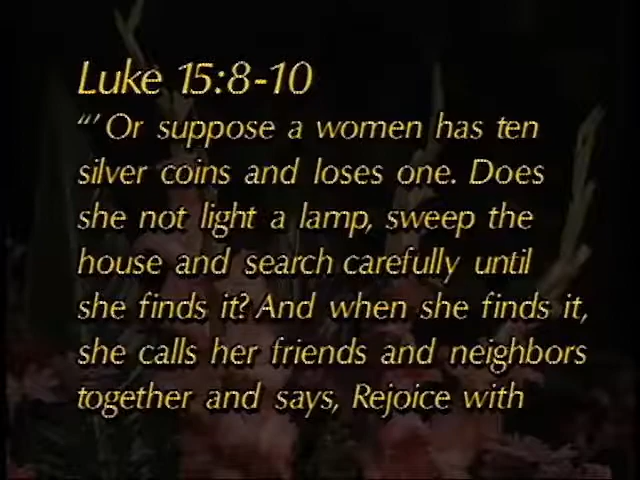 Luke 15:8-10
“‘ Or suppose a women has ten
silver coins and loses one. Does
she not light a lamp, sweep the
house and search carefully until
she finds it? And when she finds it,
she calls her friends and neighbors
together and says, Rejoice with